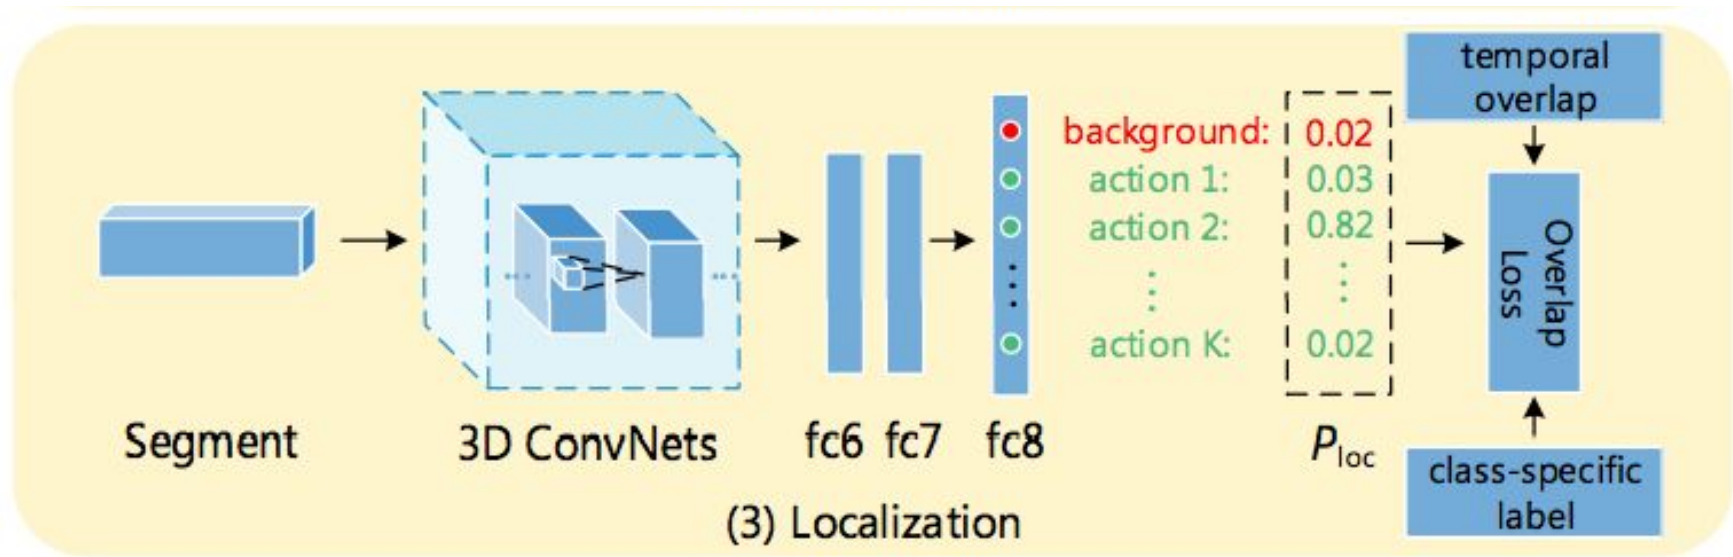 temporal
overlap
background: 0.02
action 1: 0.03
action 2: 0.82
action K: 0.02
Overlap
Loss
Segment
3D ConvNets
fc6 fc7 fc8
Ploc
class-specific
label
(3) Localization